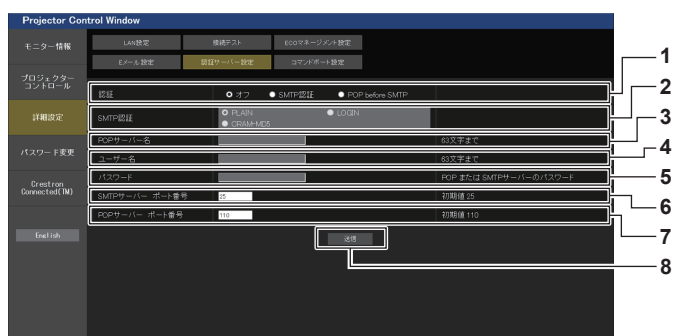 Projector Control Window
モニター情報
プロジェクター
コントロール
詳細設定
パスワード変更
Crestron
Connected(TM)
English
LAN設定 接続テスト ECOマネージメント設定
Eメール設定 認証サーバー設定 コマンドポート設定
認証 オフ SMTP認証 POP before SMTP
SMTP認証 PLAIN LOGIN
CRAM-MD5
POPサーバー名 63文字まで
ユーザー名 63文字まで
パスワード POP または SMTPサーバーのパスワード
SMTPサーバー ポート番号 25 初期値 25
POPサーバー ポート番号 110 初期値 110
送信
1
2
3
4
5
6
7
8